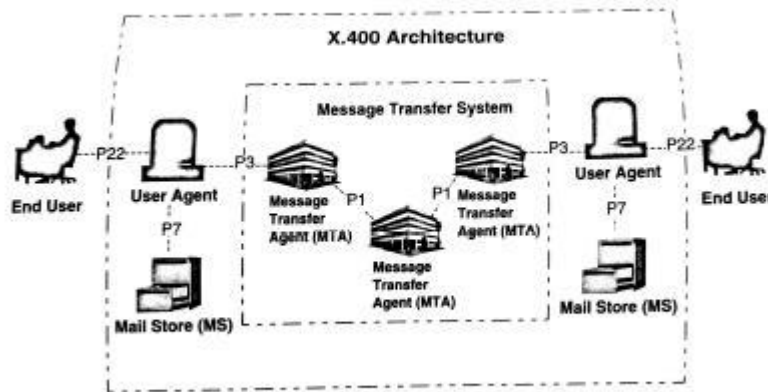 X.400 Architecture
Message Transfer System
P22
P3
P3
P22
End User
User Agent
Message
Transfer
Agent (MTA)
P1
P1
Message
Transfer
Agent (MTA)
User Agent
End User
P7
Message
Transfer
Agent (MTA)
P7
Mail Store (MS)
Mail Store (MS)